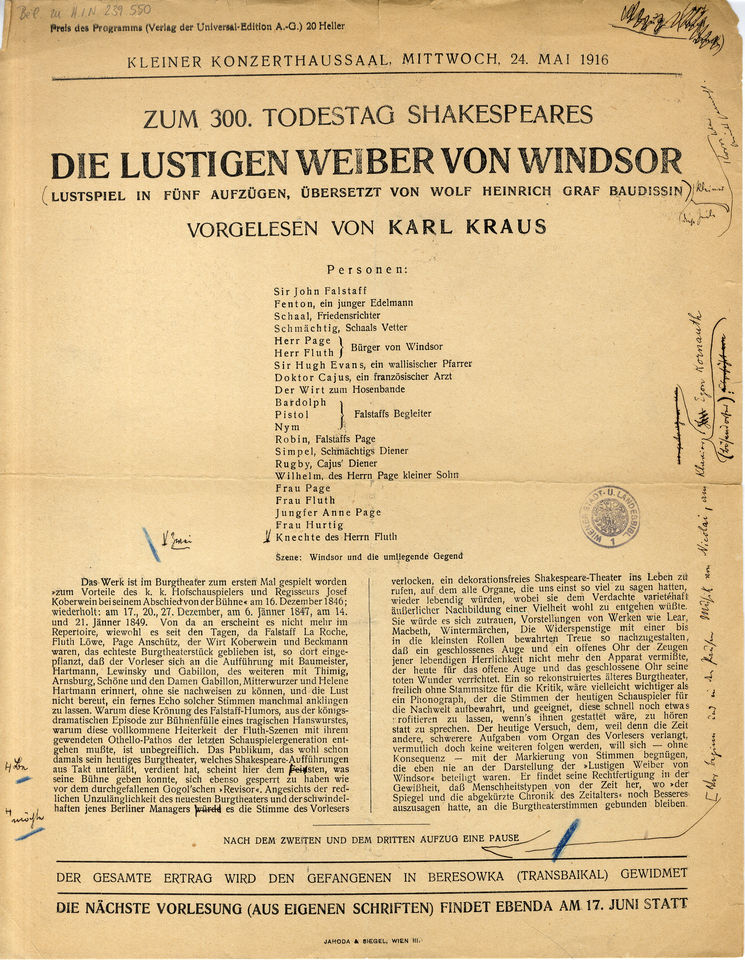 Bei zu H.I.N 239.550
Preis des Programms (Verlag der Universal-Edition A.-G.) 20 Heller
KLEINER KONZERTHAUSSAAL, MITTWOCH, 24. MAI 1916
ZUM 300. TODESTAG SHAKESPEARES
DIE LUSTIGEN WEIBER VON WINDSOR
(LUSTSPIEL IN FÜNF AUFZÜGEN, ÜBERSETZT VON WOLF HEINRICH GRAF BAUDISSIN)
VORGELESEN VON KARL KRAUS
Personen:
Sir John Falstaff
Fenton, ein junger Edelmann
Schaal, Friedensrichter
Schmächtig, Schaals Vetter
Herr Page
Herr Fluth
Bürger von Windsor
Sir Hugh Evans, ein wallisischer Pfarrer
Doktor Cajus, ein französischer Arzt
Der Wirt zum Hosenbande
Bardolph
Pistol
Nym
Falstaffs Begleiter
Robin, Falstaffs Page
Simpel, Schmächtigs Diener
Rugby, Cajus' Diener
Wilhelm, des Herrn Page kleiner Sohn
Frau Page
Frau Fluth
Jungfer Anne Page
Frau Hurtig
Knechte des Herrn Fluth
Szene: Windsor und die umliegende Gegend
WIENER STADT- U. LANDESBIBL.
1
Das Werk ist im Burgtheater zum ersten Mal gespielt worden
»zum Vorteile des k. k. Hofschauspielers und Regisseurs Josef
Koberwein bei seinem Abschied von der Bühne« am 16. Dezember 1846;
wiederholt: am 17., 20, 27. Dezember, am 6. Jänner 1847, am 14.
und 21. Jänner 1849. Von da an erscheint es nicht mehr im
Repertoire, wiewohl es seit den Tagen, da Falstaff La Roche,
Fluth Löwe, Page Anschütz, der Wirt Koberwein und Beckmann
waren, das echteste Burgtheaterstück geblieben ist, so dort einge-
pflanzt, daß der Vorleser sich an die Aufführung mit Baumeister,
Hartmann, Lewinsky und Gabillon, des weiteren mit Thimig,
Arnsburg, Schöne und den Damen Gabillon, Mitterwurzer und Helene
Hartmann erinnert, ohne sie nachweisen zu können, und die Lust
nicht bereut, ein fernes Echo solcher Stimmen manchmal anklingen
zu lassen. Warum diese Krönung des Falstaff-Humors, aus der königs-
dramatischen Episode zur Bühnenfülle eines tragischen Hanswurstes,
warum diese vollkommene Heiterkeit der Fluth-Szenen mit ihrem
gewendeten Othello-Pathos der letzten Schauspielergeneration ent-
gehen mußte, ist unbegreiflich. Das Publikum, das wohl schon
damals sein heutiges Burgtheater, welches Shakespeare-Aufführungen
aus Takt unterläßt, verdient hat, scheint hier dem sten, was
seine Bühne geben konnte, sich ebenso gesperrt zu haben wie
vor dem durchgefallenen Gogol'schen »Revisor«. Angesichts der red-
lichen Unzulänglichkeit des neuesten Burgtheaters und der schwindel-
haften jenes Berliner Managers würde es die Stimme des Vorlesers
möchte
verlocken, ein dekorationsfreies Shakespeare-Theater ins Leben zu
rufen, auf dem alle Organe, die uns einst so viel zu sagen hatten,
wieder lebendig würden, wobei sie dem Verdachte varietéhaft
äußerlicher Nachbildung einer Vielheit wohl zu entgehen wüßte.
Sie würde es sich zutrauen, Vorstellungen von Werken wie Lear,
Macbeth, Wintermärchen, Die Widerspenstige mit einer bis
in die kleinsten Rollen bewahrten Treue so nachzugestalten,
daß ein geschlossenes Auge und ein offenes Ohr der Zeugen
jener lebendigen Herrlichkeit nicht mehr den Apparat vermißte,
der heute für das offene Auge und das geschlossene Ohr seine
toten Wunder verrichtet. Ein so rekonstruiertes älteres Burgtheater,
freilich ohne Stammsitze für die Kritik, wäre vielleicht wichtiger als
ein Phonograph, der die Stimmen der heutigen Schauspieler für
die Nachwelt aufbewahrt, und geeignet, diese schnell noch etwas
profitieren zu lassen, wenn's ihnen gestattet wäre, zu hören
statt zu sprechen. Der heutige Versuch, dem, weil denn die Zeit
andere, schwerere Aufgaben vom Organ des Vorlesers verlangt,
vermutlich doch keine weiteren folgen werden, will sich — ohne
Konsequenz — mit der Markierung von Stimmen begnügen,
die eben nan an der Darstellung der »Lustigen Weiber von
Windsor« beteiligt waren. Er findet seine Rechtfertigung in der
Gewißheit, daß Menschheitstypen von der Zeit her, wo »der
Spiegel und die abgekürzte Chronik des Zeitalters« noch Besseres
auszusagen hatte, an die Burgtheaterstimmen gebunden bleiben.
NACH DEM ZWEITEN UND DEM DRITTEN AUFZUG EINE PAUSE
DER GESAMTE ERTRAG WIRD DEN GEFANGENEN IN BERESOWKA (TRANSBAIKAL) GEWIDMET
DIE NÄCHSTE VORLESUNG (AUS EIGENEN SCHRIFTEN) FINDET EBENDA AM 17. JUNI STATT
JAHODA & SIEGEL, WIEN III.
Musik von Nicolai, am Klavier Egon Kornauth